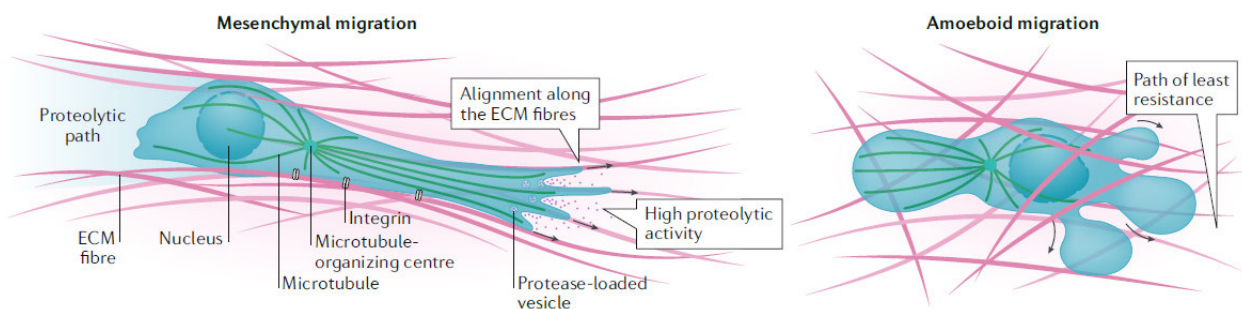 Mesenchymal migration
Amoeboid migration
Proteolytic
path
Alignment along
the ECM fibres
Path of least
resistance
High proteolytic
activity
ECM
fibre
Nucleus
Integrin
Microtubule-
organizing centre
Microtubule
Protease-loaded
vesicle